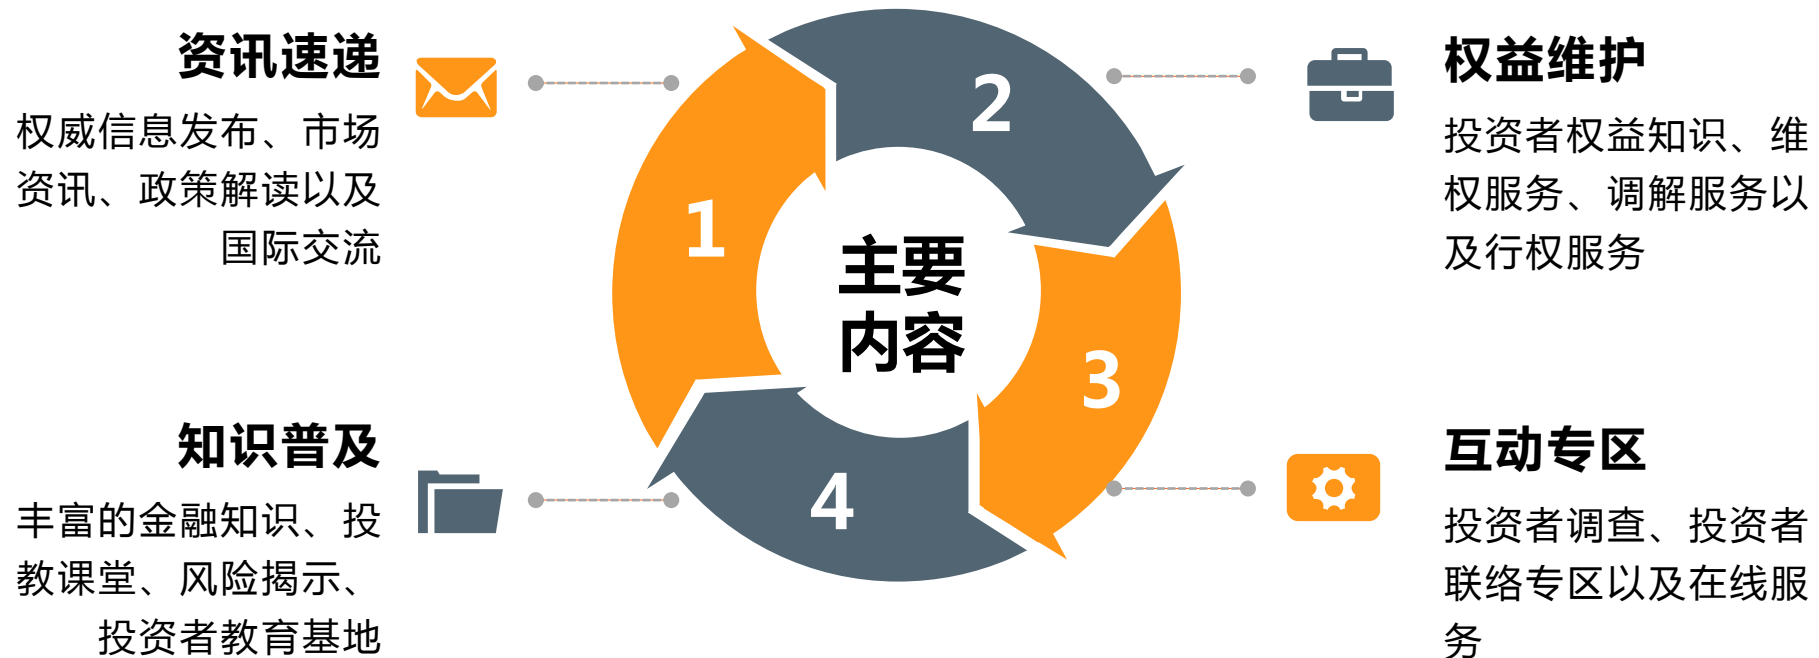 资讯速递
权威信息发布、市场
资讯、政策解读以及
国际交流
1
2
权益维护
投资者权益知识、维
权服务、调解服务以
及行权服务
主要
内容
知识普及
丰富的金融知识、投
教课堂、风险揭示、
投资者教育基地
4
3
互动专区
投资者调查、投资者
联络专区以及在线服
务